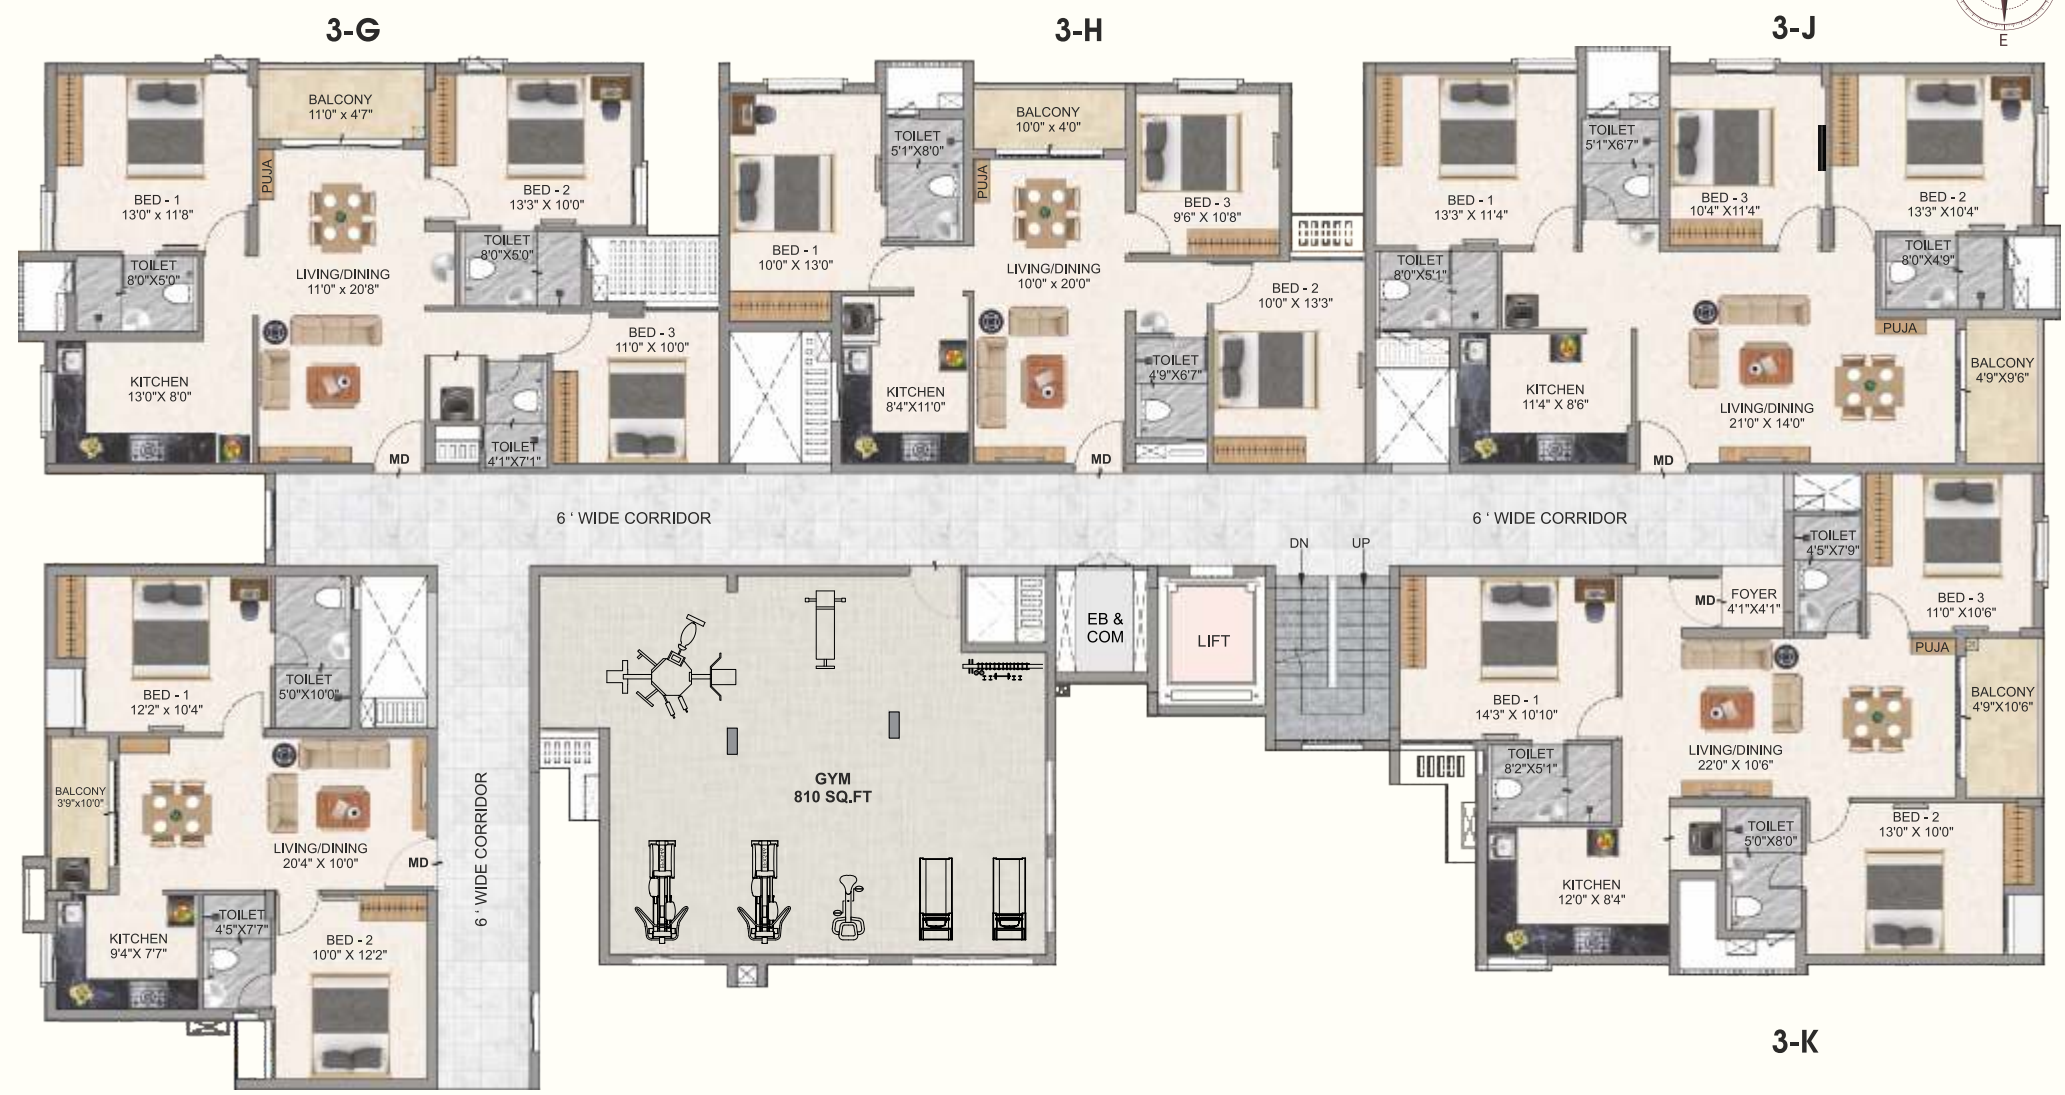 3-G
3-H
3-J
E
BED - 1
13'0" x 11'8"
BALCONY
11'0" x 4'7"
PUJA
BED - 2
13'3" X 10'0"
TOILET
8'0"X5'0"
LIVING/DINING
11'0" x 20'8"
TOILET
8'0"X5'0"
KITCHEN
13'0" X 8'0"
BED - 3
11'0" X 10'0"
TOILET
4'1"X7'1"
MD
BED - 1
10'0" X 13'0"
TOILET
5'1"X8'0"
BALCONY
10'0" x 4'0"
PUJA
BED - 3
9'6" X 10'8"
LIVING/DINING
10'0" x 20'0"
BED - 2
10'0" X 13'3"
KITCHEN
8'4"X11'0"
TOILET
4'9"X6'7"
MD
BED - 1
13'3" X 11'4"
TOILET
5'1"X6'7"
BED - 3
10'4" X11'4"
BED - 2
13'3" X10'4"
TOILET
8'0"X5'1"
TOILET
8'0"X4'9"
PUJA
BALCONY
4'9"X9'6"
KITCHEN
11'4" X 8'6"
LIVING/DINING
21'0" X 14'0"
MD
6 ' WIDE CORRIDOR
6 ' WIDE CORRIDOR
DN
UP
BED - 1
12'2" x 10'4"
TOILET
5'0"X10'0"
BALCONY
3'9"x10'0"
LIVING/DINING
20'4" X 10'0"
MD
KITCHEN
9'4"X 7'7"
TOILET
4'5"X7'7"
BED - 2
10'0" X 12'2"
6 ' WIDE CORRIDOR
GYM
810 SQ.FT
EB &
COM
LIFT
TOILET
4'5"X7'9"
BED - 3
11'0" X10'6"
MD
FOYER
4'1"X4'1"
PUJA
BED - 1
14'3" X 10'10"
BALCONY
4'9"X10'6"
TOILET
8'2"X5'1"
LIVING/DINING
22'0" X 10'6"
TOILET
5'0"X8'0"
BED - 2
13'0" X 10'0"
KITCHEN
12'0" X 8'4"
3-K